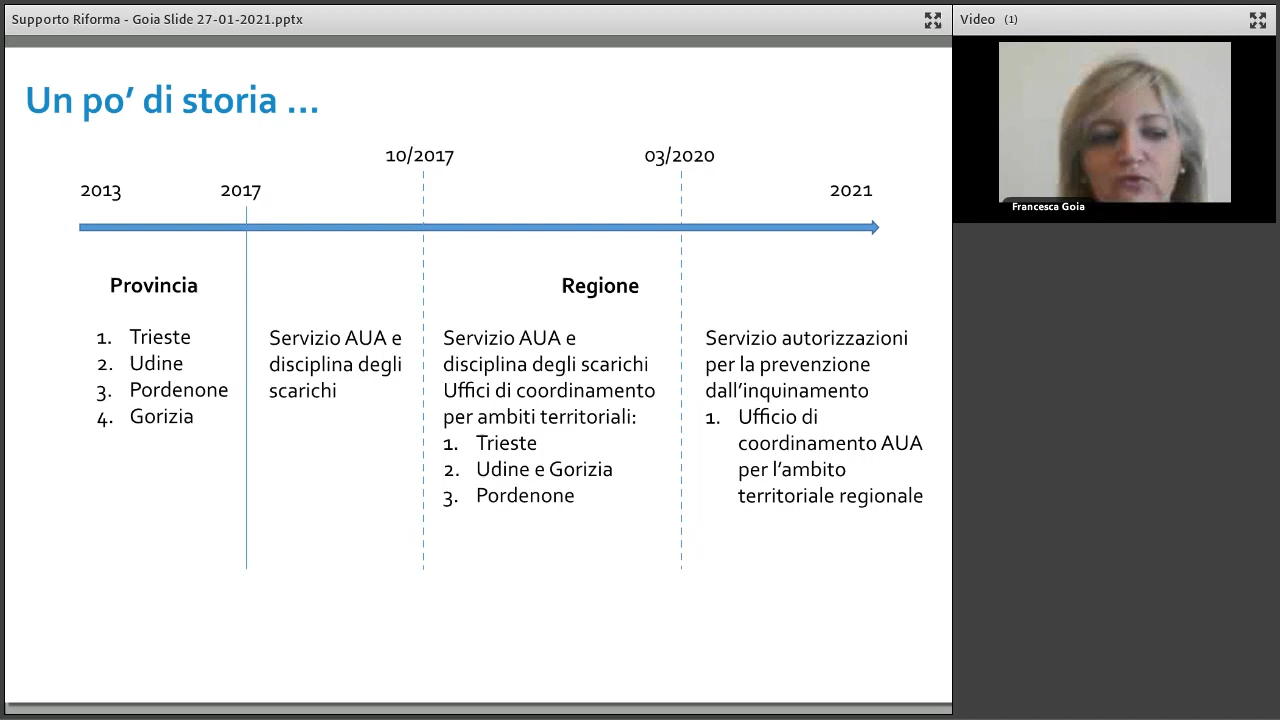 Supporto Riforma - Goia Slide 27-01-2021.pptx
Video (1)
Francesca Goia
Un po’ di storia ...
10/2017
03/2020
2013
2017
2021
Provincia
Regione
1. Trieste
2. Udine
3. Pordenone
4. Gorizia
Servizio AUA e
disciplina degli
scarichi
Servizio AUA e
disciplina degli scarichi
Uffici di coordinamento
per ambiti territoriali:
1. Trieste
2. Udine e Gorizia
3. Pordenone
Servizio autorizzazioni
per la prevenzione
dall’inquinamento
1. Ufficio di
coordinamento AUA
per l’ambito
territoriale regionale